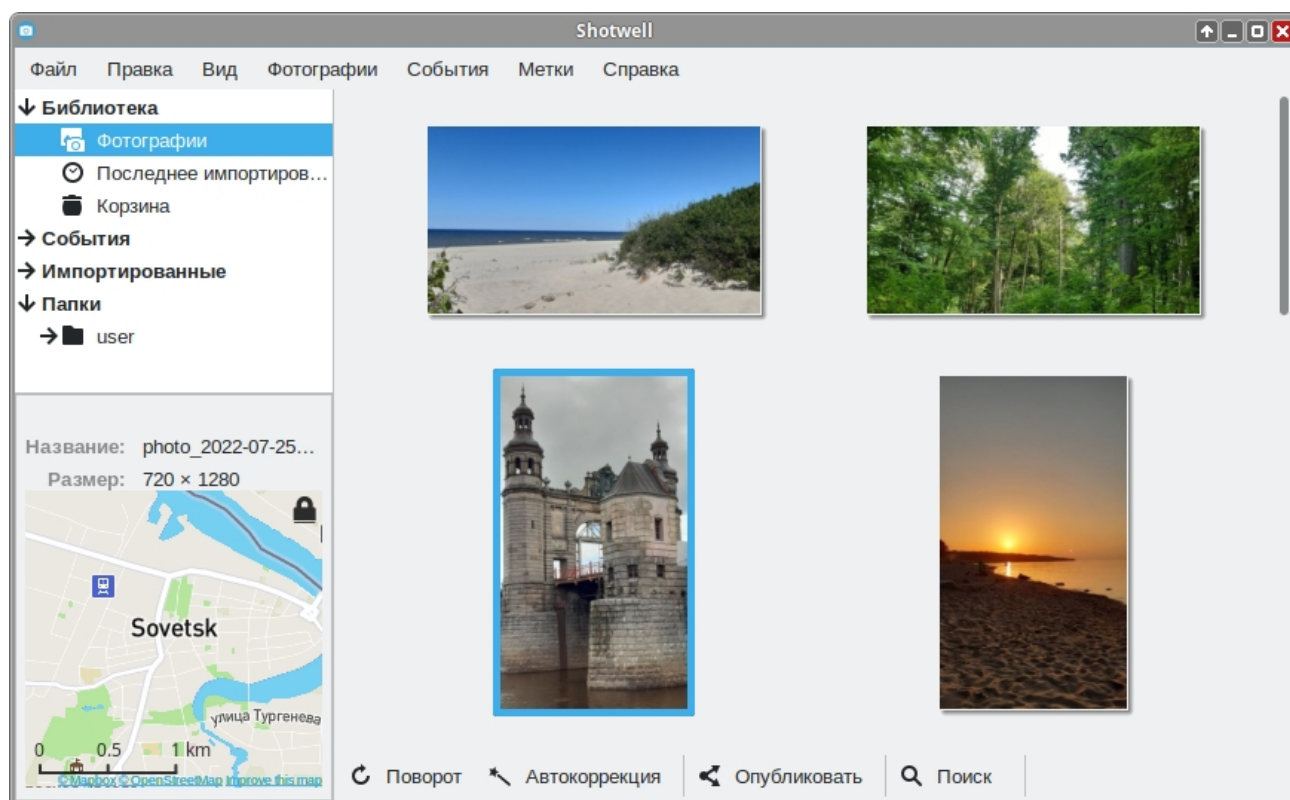 Shotwell
Файл Правка Вид Фотографии События Метки Справка
Библиотека
Фотографии
Последнее импортиров...
Корзина
События
Импортированные
Папки
user
Название: photo_2022-07-25...
Размер: 720 × 1280
Sovetsk
улица Тургенева
0 0.5 1 km
© Mapbox © OpenStreetMap Improve this map
Поворот Автокоррекция Опубликовать Поиск